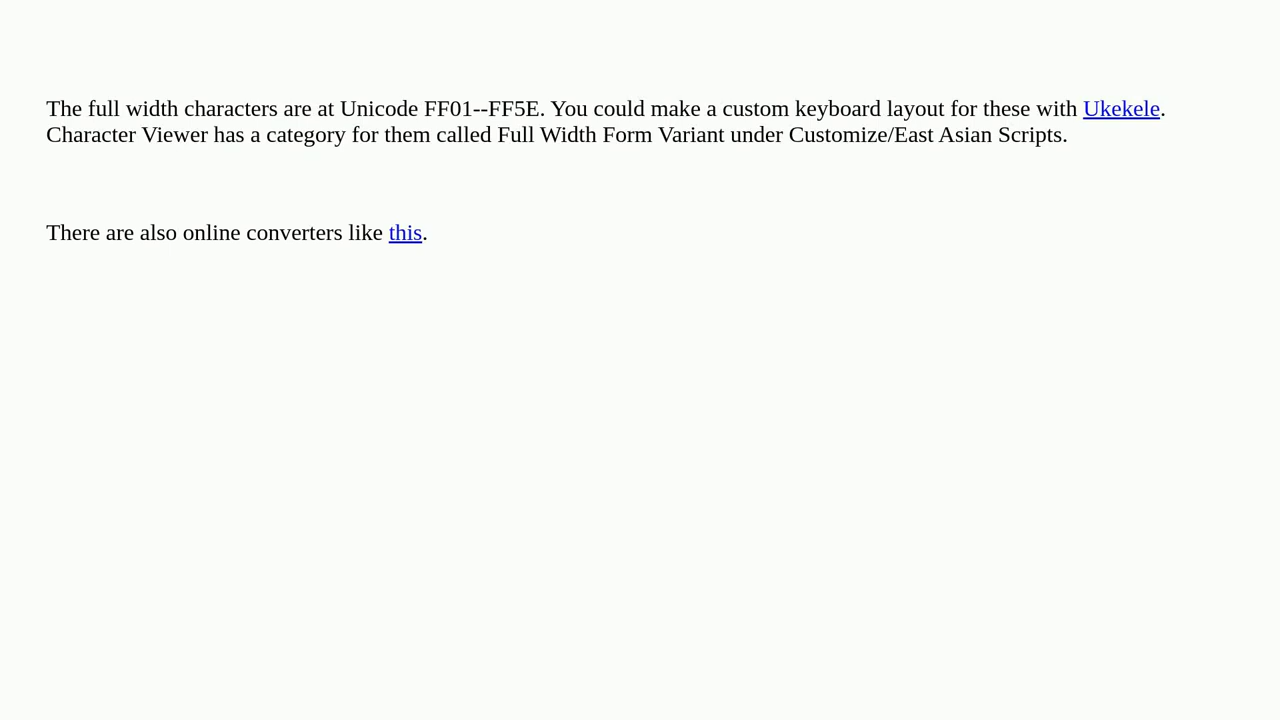 The full width characters are at Unicode FF01--FF5E. You could make a custom keyboard layout for these with Ukekele.
Character Viewer has a category for them called Full Width Form Variant under Customize/East Asian Scripts.
There are also online converters like this.